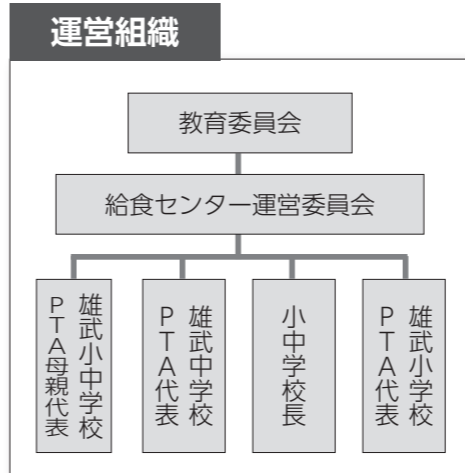 運営組織
教育委員会
給食センター運営委員会
雄武小中学校
PTA母親代表
雄武中学校
PTA代表
小中学校長
雄武小学校
PTA代表